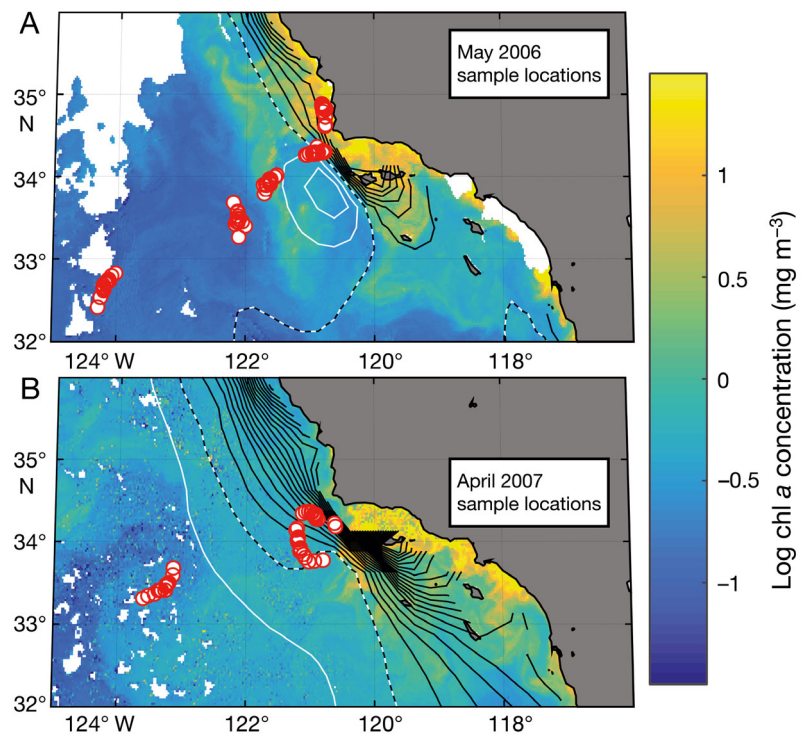 A
May 2006
sample locations
35°
N
34°
33°
32°
124° W
122°
120°
118°
B
April 2007
sample locations
35°
N
34°
33°
32°
124° W
122°
120°
118°
1
0.5
0
−0.5
−1
Log chl a concentration (mg m⁻³)